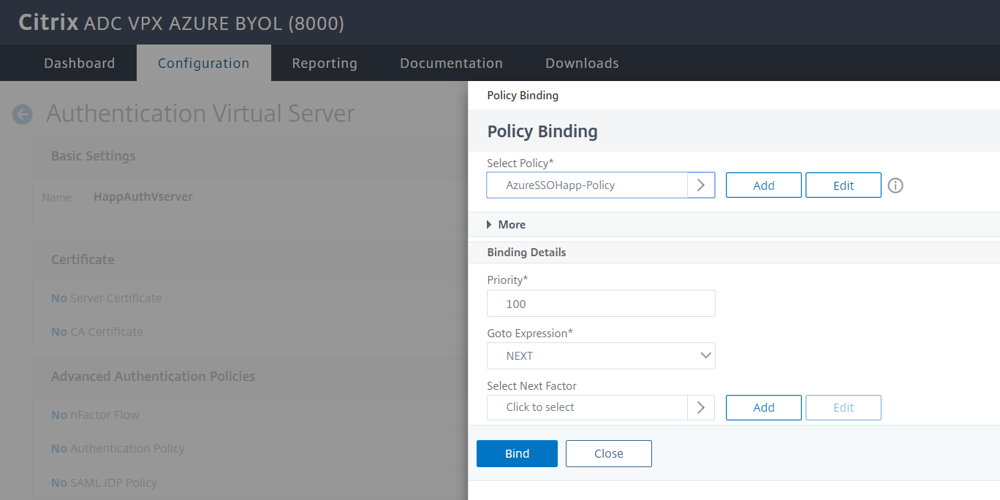 Citrix ADC VPX AZURE BYOL (8000)
Dashboard Configuration Reporting Documentation Downloads
Authentication Virtual Server
Basic Settings
Name HappAuthVserver
Certificate
No Server Certificate
No CA Certificate
Advanced Authentication Policies
No nFactor Flow
No Authentication Policy
No SAML IDP Policy
Policy Binding
Policy Binding
Select Policy*
AzureSSOHapp-Policy Add Edit
More
Binding Details
Priority*
100
Goto Expression*
NEXT
Select Next Factor
Click to select Add Edit
Bind Close